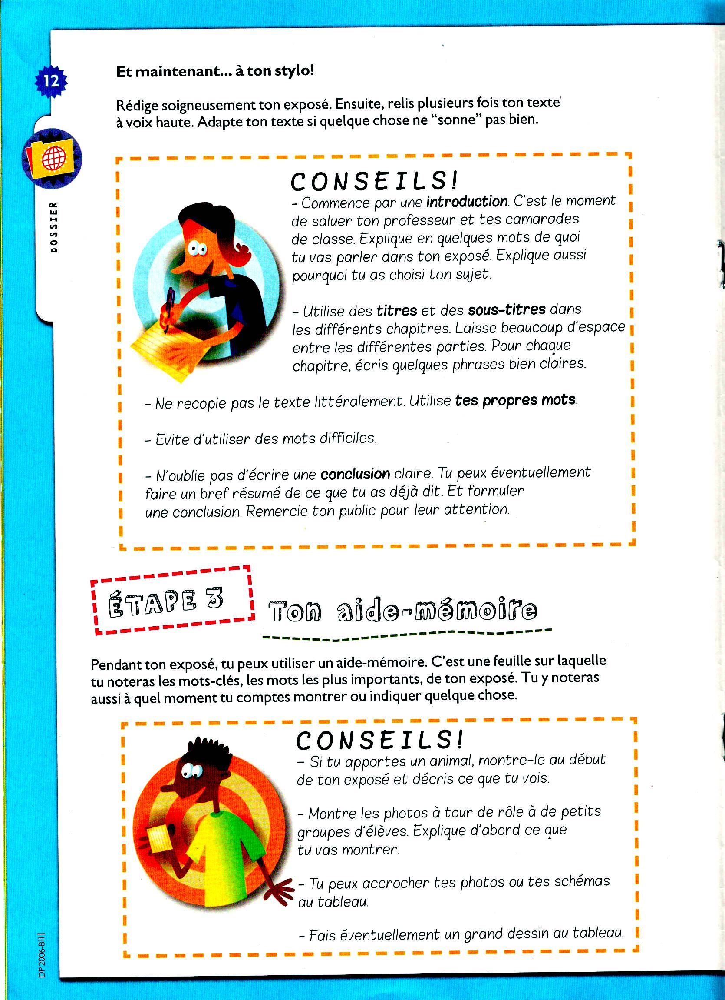 12
DOSSIER
Et maintenant... à ton stylo!
Rédige soigneusement ton exposé. Ensuite, relis plusieurs fois ton texte
à voix haute. Adapte ton texte si quelque chose ne “sonne” pas bien.
CONSEILS!
- Commence par une introduction. C'est le moment
de saluer ton professeur et tes camarades
de classe. Explique en quelques mots de quoi
tu vas parler dans ton exposé. Explique aussi
pourquoi tu as choisi ton sujet.
- Utilise des titres et des sous-titres dans
les différents chapitres. Laisse beaucoup d'espace
entre les différentes parties. Pour chaque
chapitre, écris quelques phrases bien claires.
- Ne recopie pas le texte littéralement. Utilise tes propres mots.
- Evite d'utiliser des mots difficiles.
- N'oublie pas d'écrire une conclusion claire. Tu peux éventuellement
faire un bref résumé de ce que tu as déjà dit. Et formuler
une conclusion. Remercie ton public pour leur attention.
ÉTAPE 3
Ton aide-mémoire
Pendant ton exposé, tu peux utiliser un aide-mémoire. C'est une feuille sur laquelle
tu noteras les mots-clés, les mots les plus importants, de ton exposé. Tu y noteras
aussi à quel moment tu comptes montrer ou indiquer quelque chose.
CONSEILS!
- Si tu apportes un animal, montre-le au début
de ton exposé et décris ce que tu vois.
- Montre les photos à tour de rôle à de petits
groupes d'élèves. Explique d'abord ce que
tu vas montrer.
- Tu peux accrocher tes photos ou tes schémas
au tableau.
- Fais éventuellement un grand dessin au tableau.
DP 2006-BI11